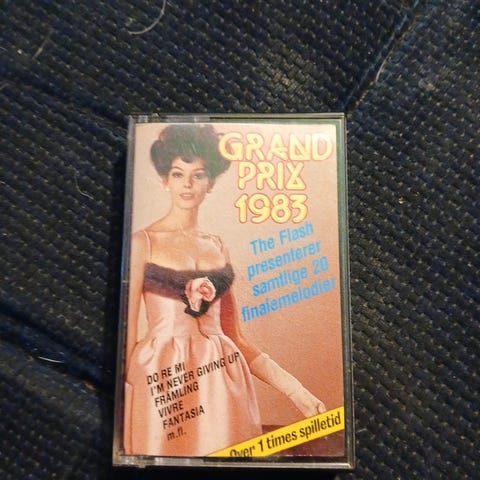 GRAND
PRIX
1983
The Flash
presenterer
samtlige 20
finalemelodier
DO RE MI
I'M NEVER GIVING UP
FRÄMLING
VIVRE
FANTASIA
m.fl.
Over 1 times spilletid